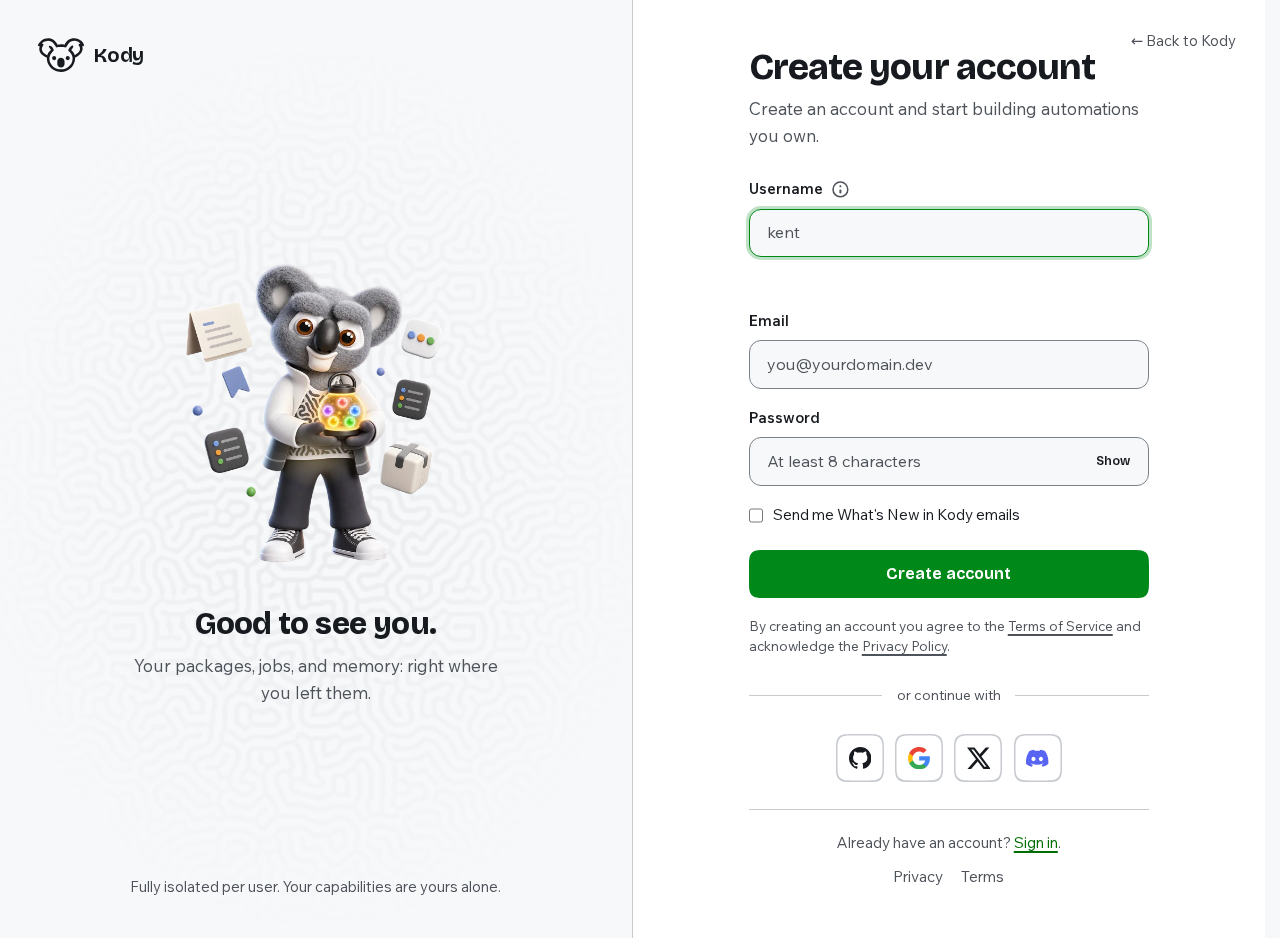 Kody
Good to see you.
Your packages, jobs, and memory: right where
you left them.
Fully isolated per user. Your capabilities are yours alone.
← Back to Kody
Create your account
Create an account and start building automations
you own.
Username
kent
Email
you@yourdomain.dev
Password
At least 8 characters
Show
Send me What's New in Kody emails
Create account
By creating an account you agree to the Terms of Service and
acknowledge the Privacy Policy.
or continue with
Already have an account? Sign in.
Privacy Terms